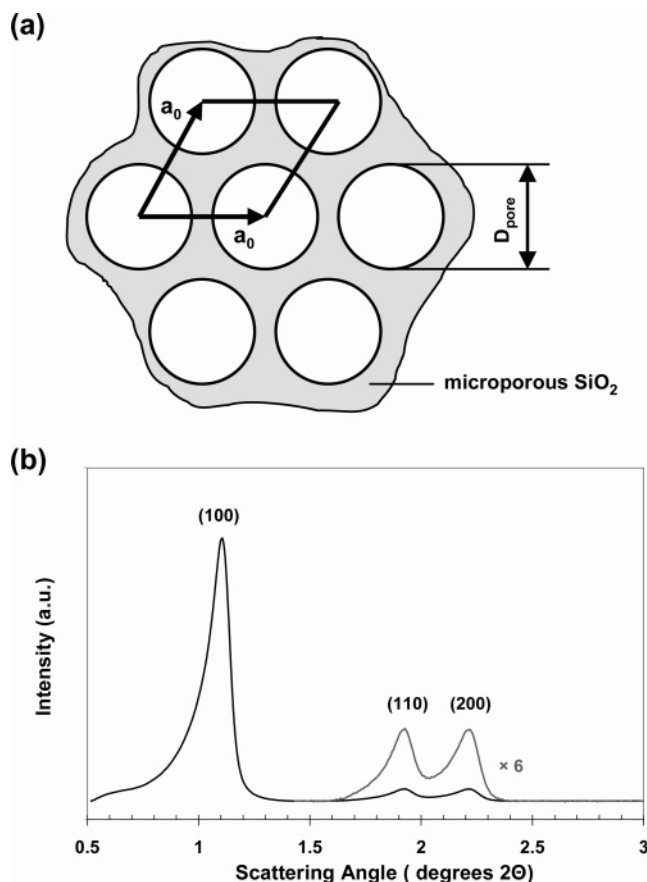 (a)
a₀
a₀
D_pore
microporous SiO₂
(b)
(100)
(110)
(200)
× 6
Intensity (a.u.)
0.5 1 1.5 2 2.5 3
Scattering Angle ( degrees 2Θ)